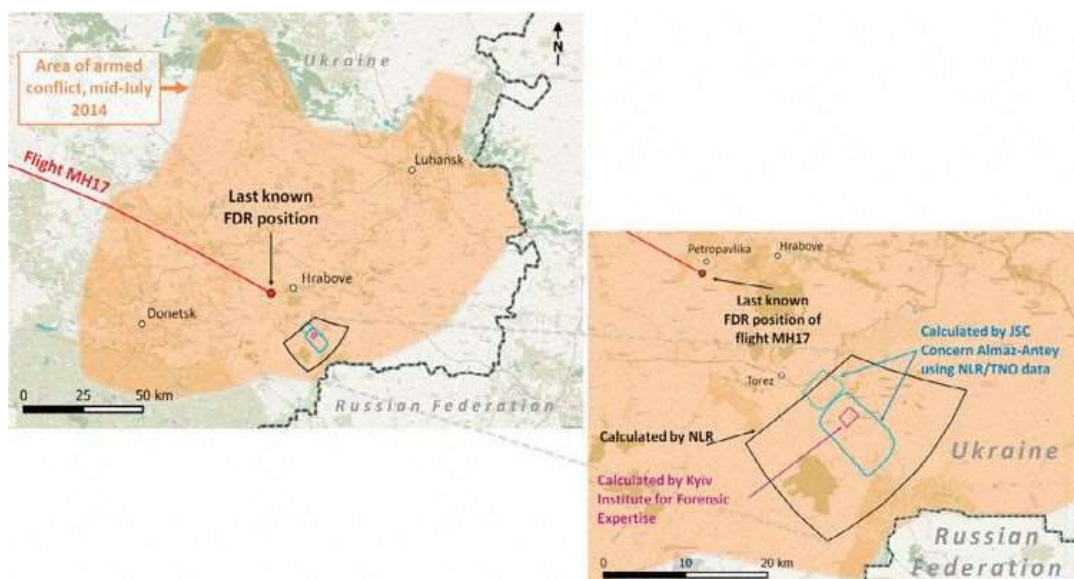 Area of armed
conflict, mid-July
2014
Ukraine
N
Flight MH17
Luhansk
Last known
FDR position
Hrabove
Donetsk
0 25 50 km
Russian Federation
Petropavlika
Hrabove
Last known
FDR position of
flight MH17
Calculated by JSC
Concern Almaz-Antey
using NLR/TNO data
Torez
Calculated by NLR
Ukraine
Calculated by Kyiv
Institute for Forensic
Expertise
Russian
Federation
0 10 20 km